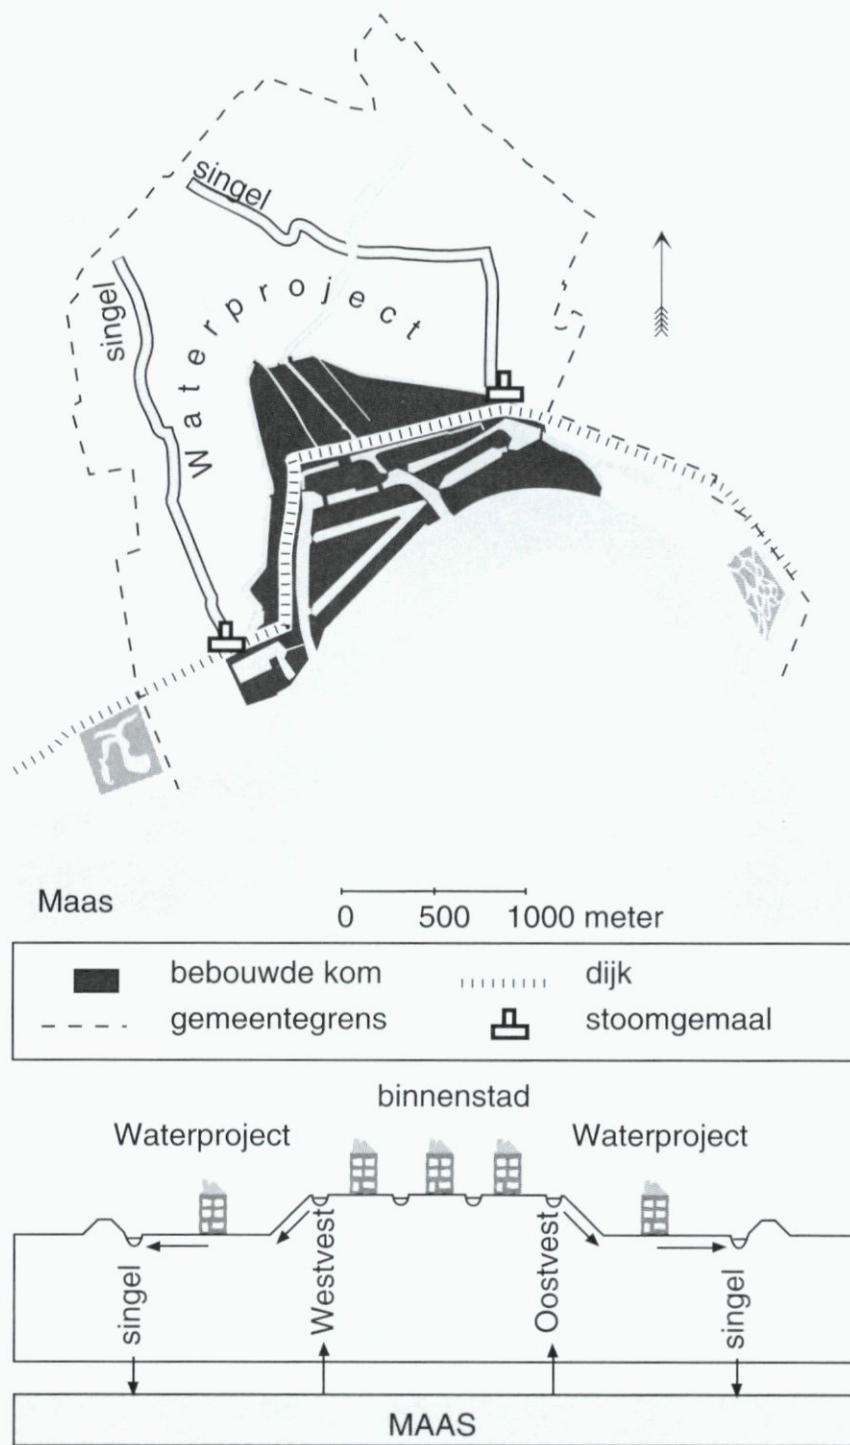 singel
singel
Waterproject
Maas
0 500 1000 meter
bebouwde kom
dijk
gemeentegrens
stoomgemaal
binnenstad
Waterproject
Waterproject
singel
Westvest
Oostvest
singel
MAAS